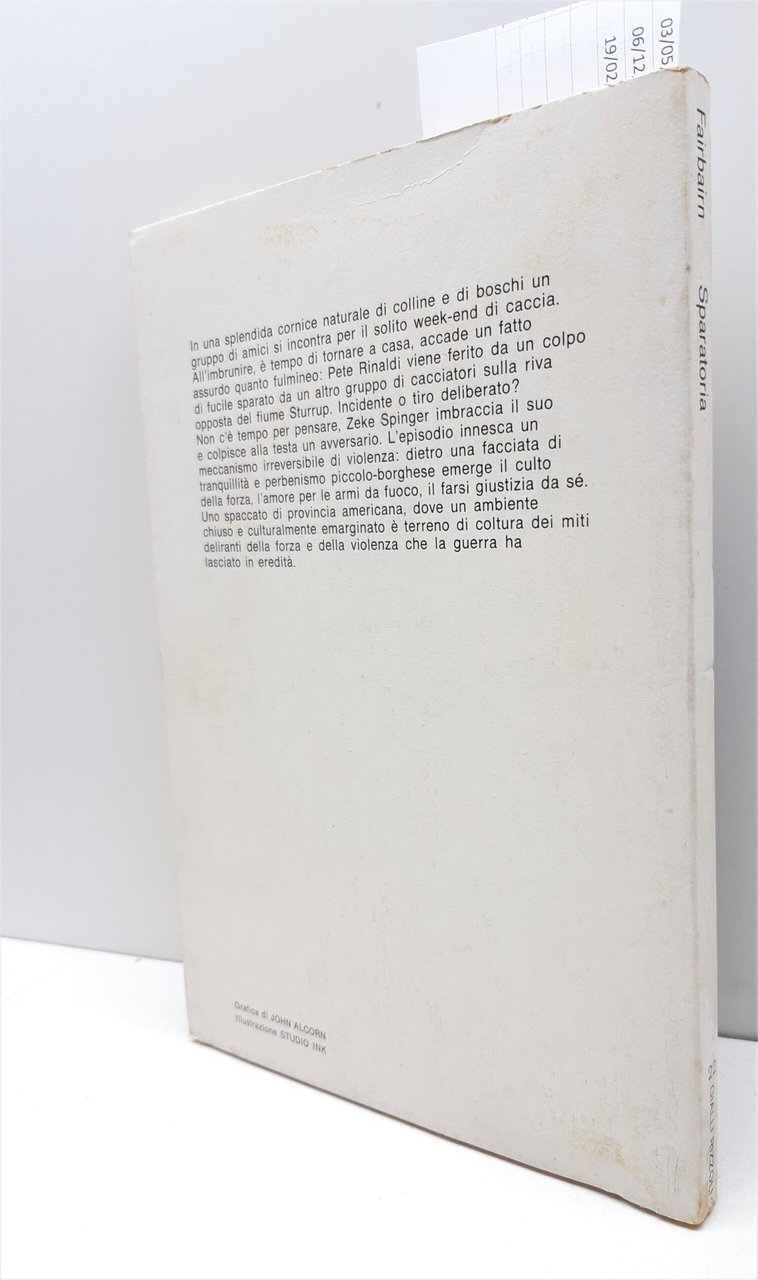 03/05
06/12
19/02
Fairbairn Sparatoria
In una splendida cornice naturale di colline e di boschi un
gruppo di amici si incontra per il solito week-end di caccia.
All'imbrunire, è tempo di tornare a casa, accade un fatto
assurdo quanto fulmineo: Pete Rinaldi viene ferito da un colpo
di fucile sparato da un altro gruppo di cacciatori sulla riva
opposta del fiume Sturrup. Incidente o tiro deliberato?
Non c'è tempo per pensare, Zeke Spinger imbraccia il suo
e colpisce alla testa un avversario. L'episodio innesca un
meccanismo irreversibile di violenza: dietro una facciata di
tranquillità e perbenismo piccolo-borghese emerge il culto
della forza, l'amore per le armi da fuoco, il farsi giustizia da sé.
Uno spaccato di provincia americana, dove un ambiente
chiuso e culturalmente emarginato è terreno di coltura dei miti
deliranti della forza e della violenza che la guerra ha
lasciato in eredità.
Grafica di JOHN ALCORN
Illustrazione STUDIO INK